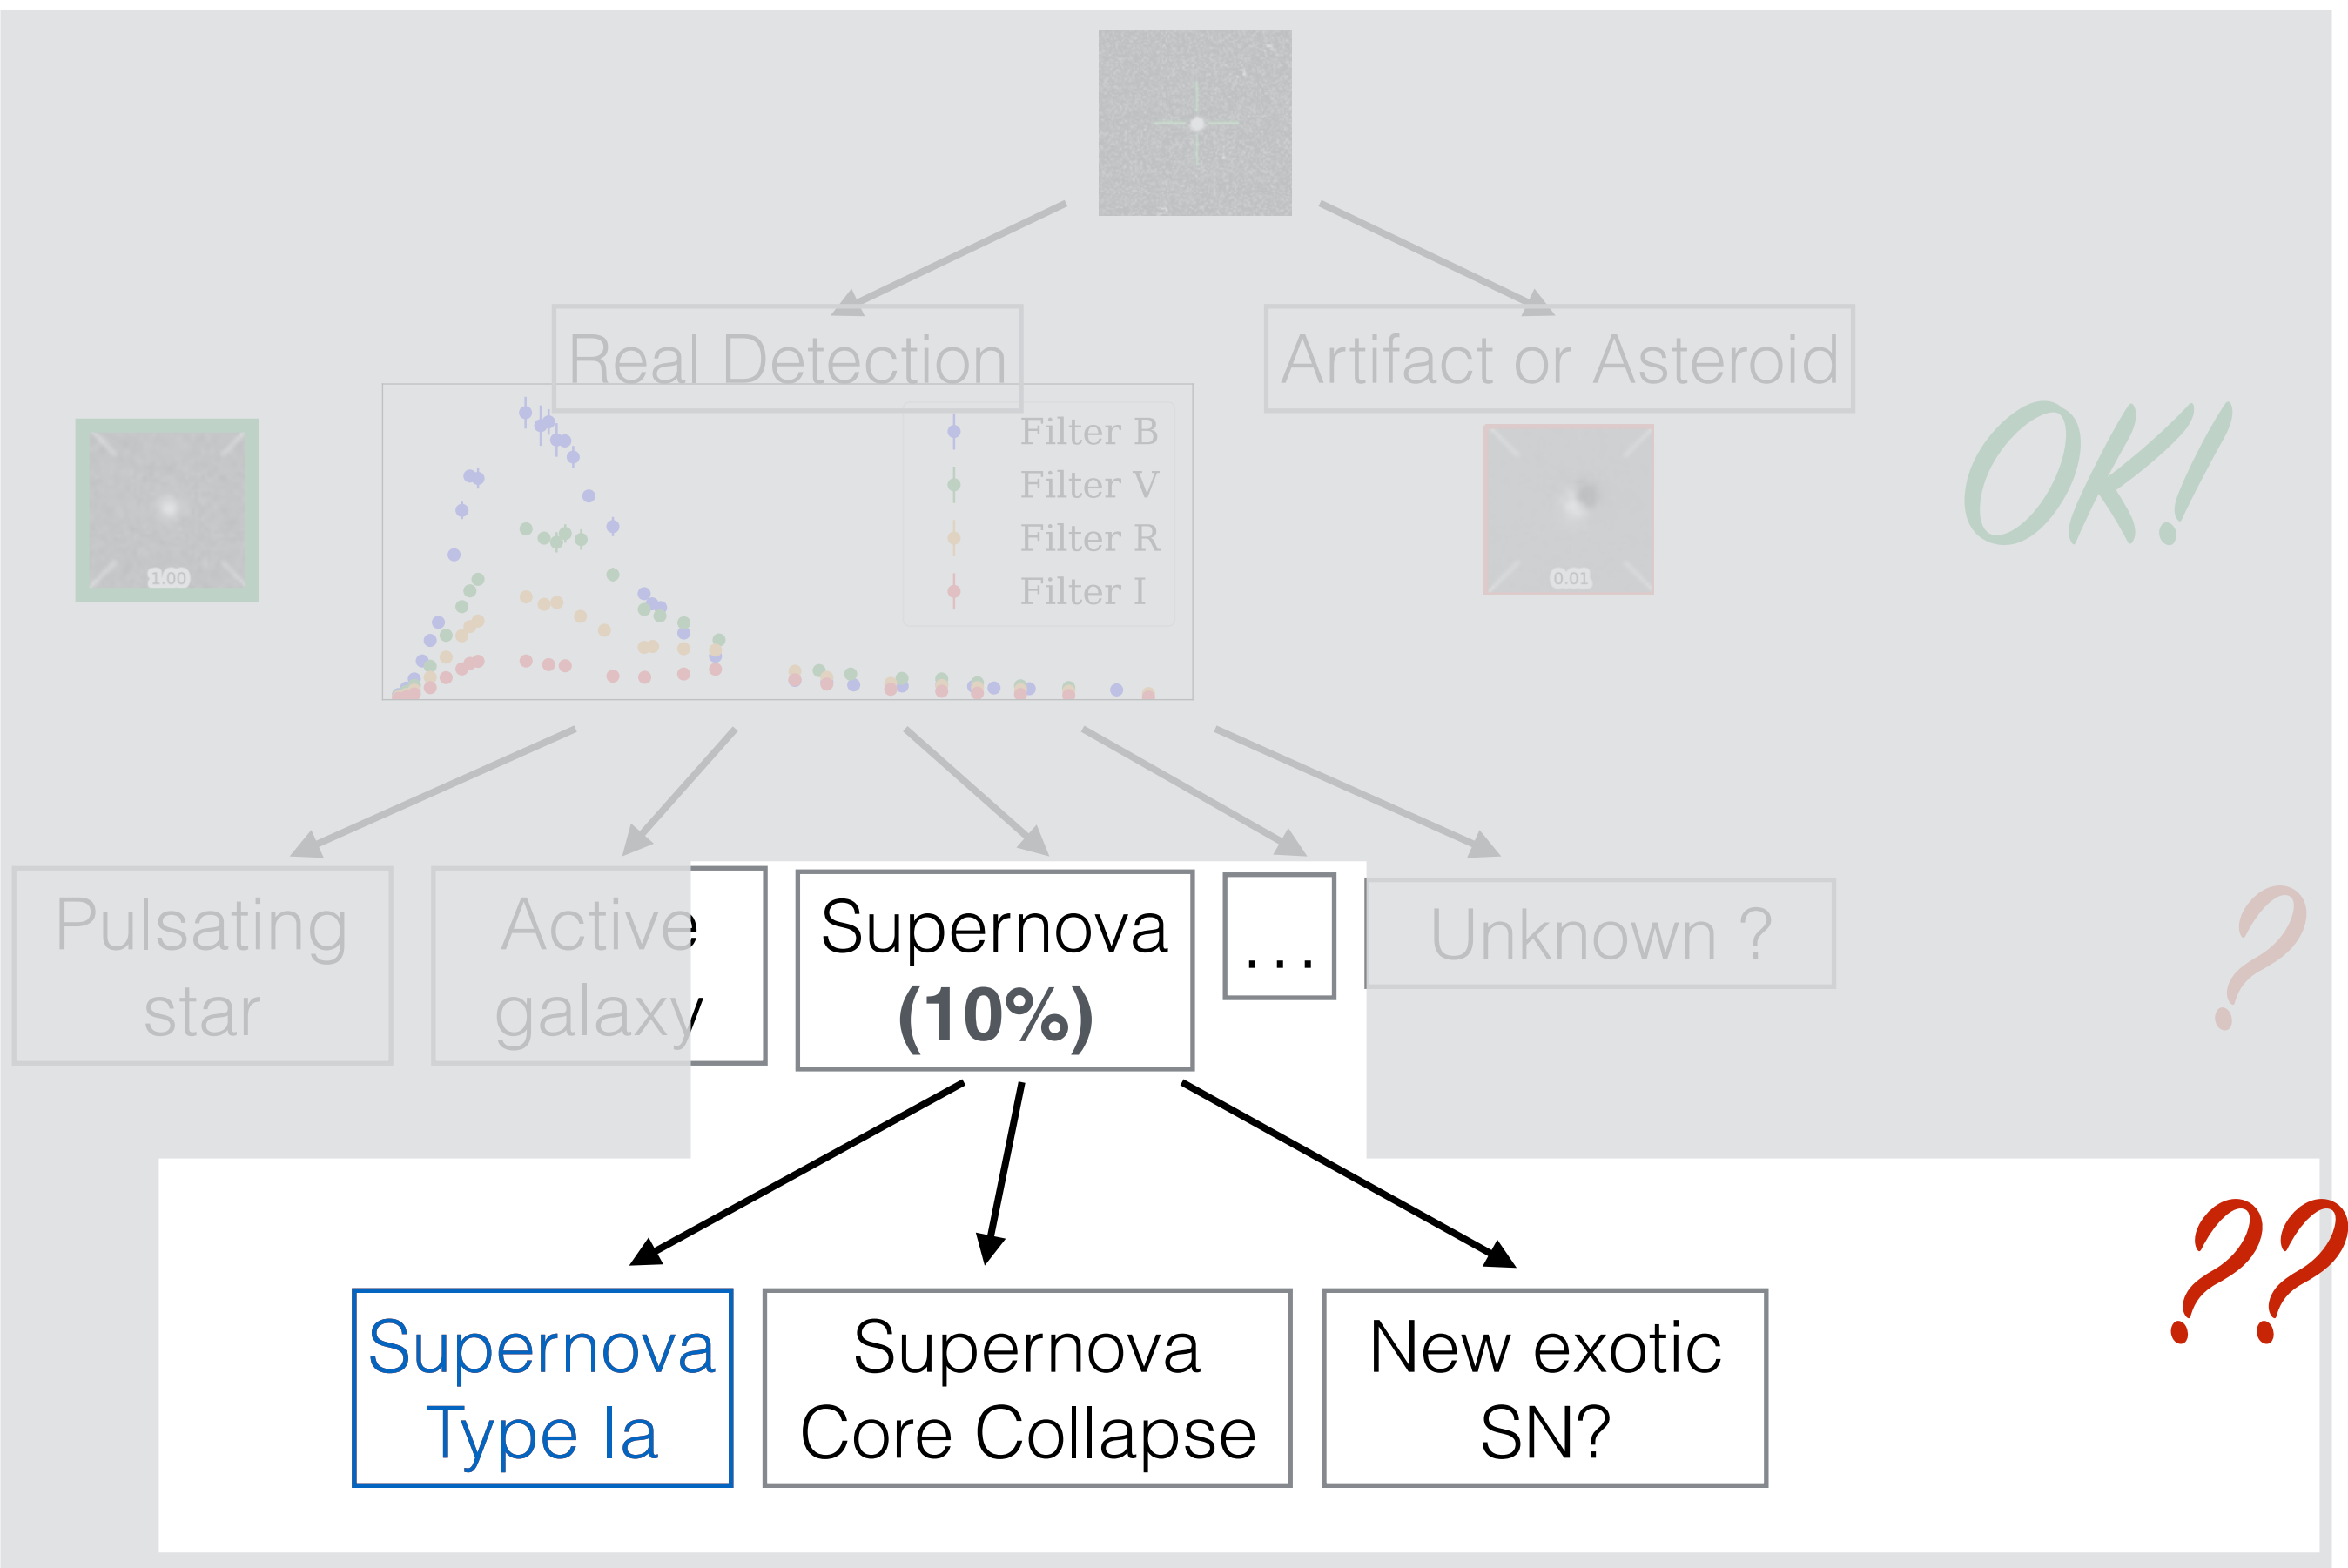 Real Detection
Artifact or Asteroid
OK!
Filter B
Filter V
Filter R
Filter I
1.00
0.01
Pulsating
star
Active
galaxy
Supernova
(10%)
...
Unknown ?
?
??
Supernova
Type Ia
Supernova
Core Collapse
New exotic
SN?